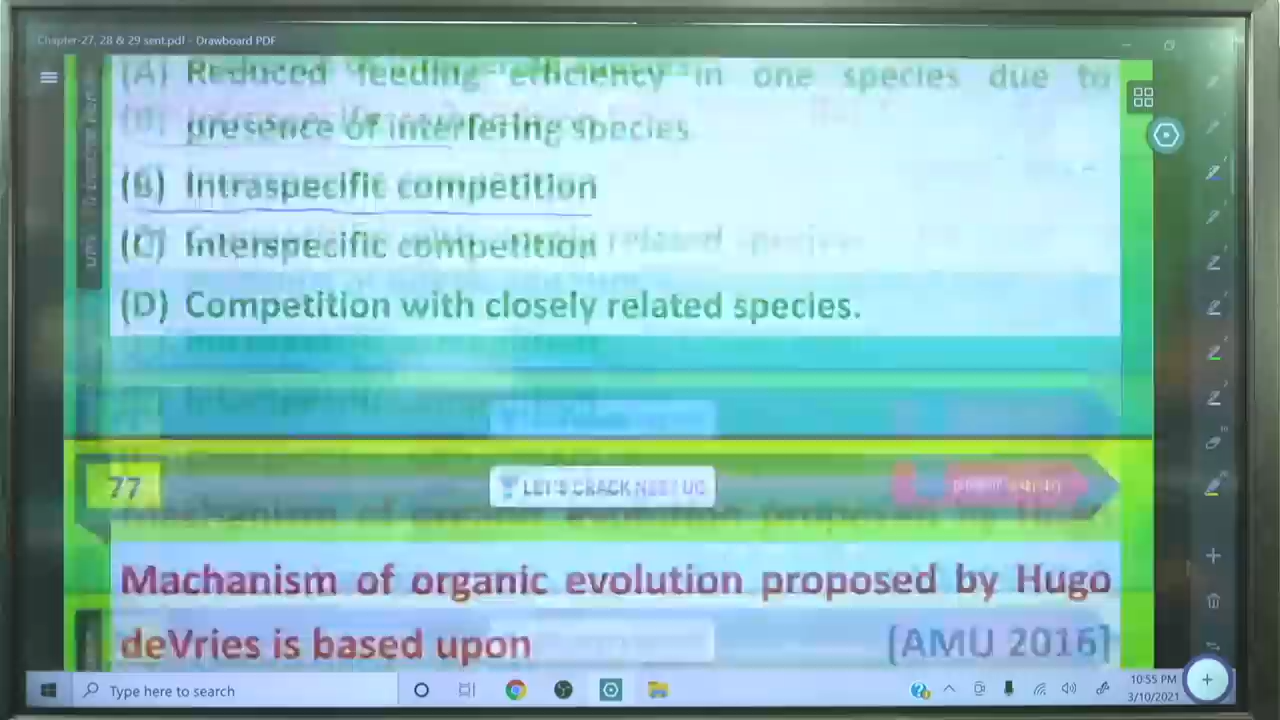 Chapter-27, 28 & 29 sent.pdf - Drawboard PDF
(A) Reduced feeding efficiency in one species due to
presence of interfering species.
(B) Intraspecific competition
(C) Interspecific competition
(D) Competition with closely related species.
77
LET'S CRACK NEET UG
Machanism of organic evolution proposed by Hugo
deVries is based upon [AMU 2016]
Type here to search
10:55 PM
3/10/2021